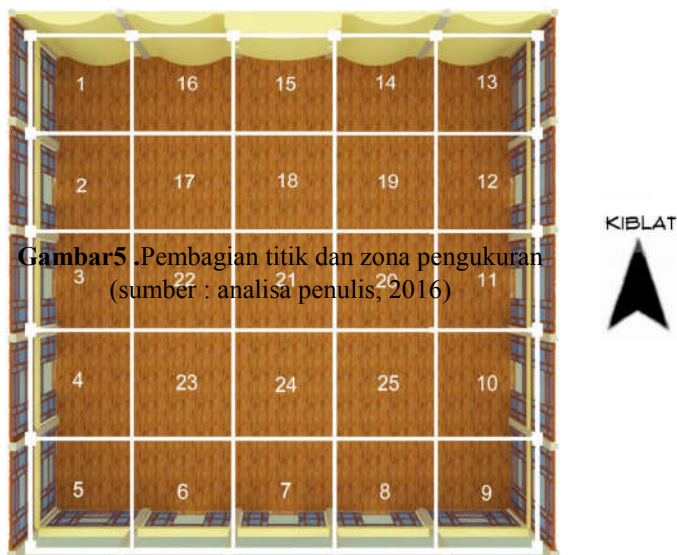 1 16 15 14 13
2 17 18 19 12
KIBLAT
Gambar5 .Pembagian titik dan zona pengukuran
3 22 21 20 11
(sumber : analisa penulis, 2016)
4 23 24 25 10
5 6 7 8 9